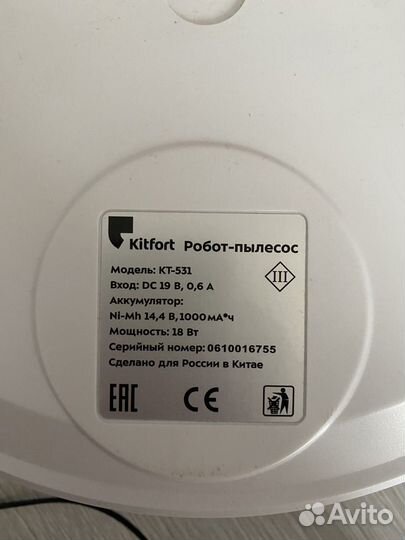 Kitfort Робот-пылесос
Модель: KT-531
Вход: DC 19 В, 0,6 А
Аккумулятор:
Ni-Mh 14,4 В,1000 мА*ч
Мощность: 18 Вт
Серийный номер: 0610016755
Сделано для России в Китае
III
EAC CE
Avito